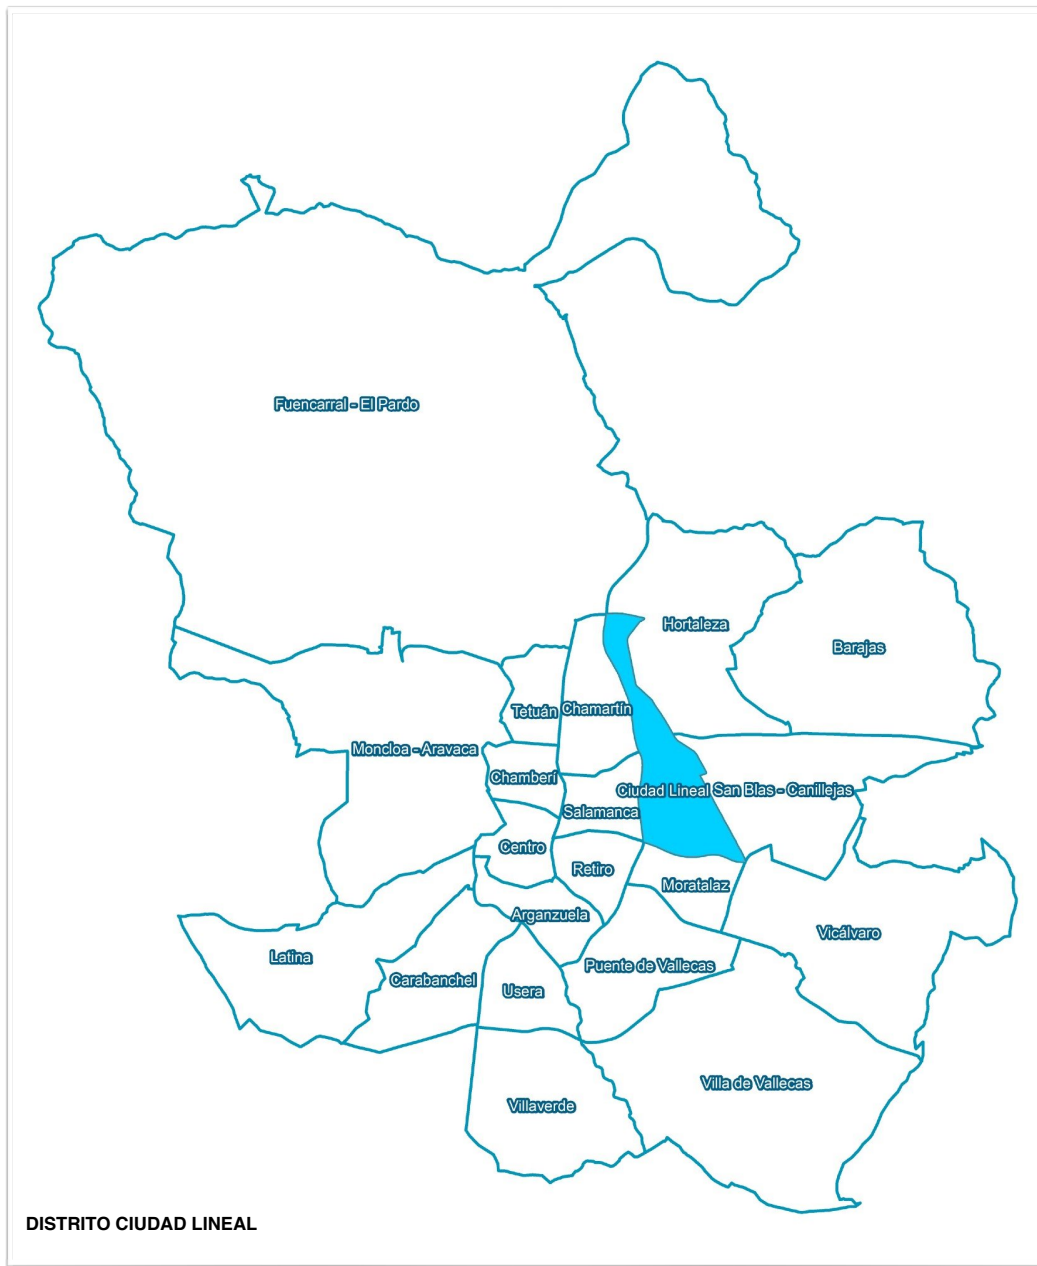 Fuencarral - El Pardo
Hortaleza
Barajas
Tetuán
Chamartín
Moncloa - Aravaca
Chamberí
Ciudad Lineal
San Blas - Canillejas
Salamanca
Centro
Retiro
Moratalaz
Arganzuela
Vicálvaro
Latina
Puente de Vallecas
Carabanchel
Usera
Villa de Vallecas
Villaverde
DISTRITO CIUDAD LINEAL